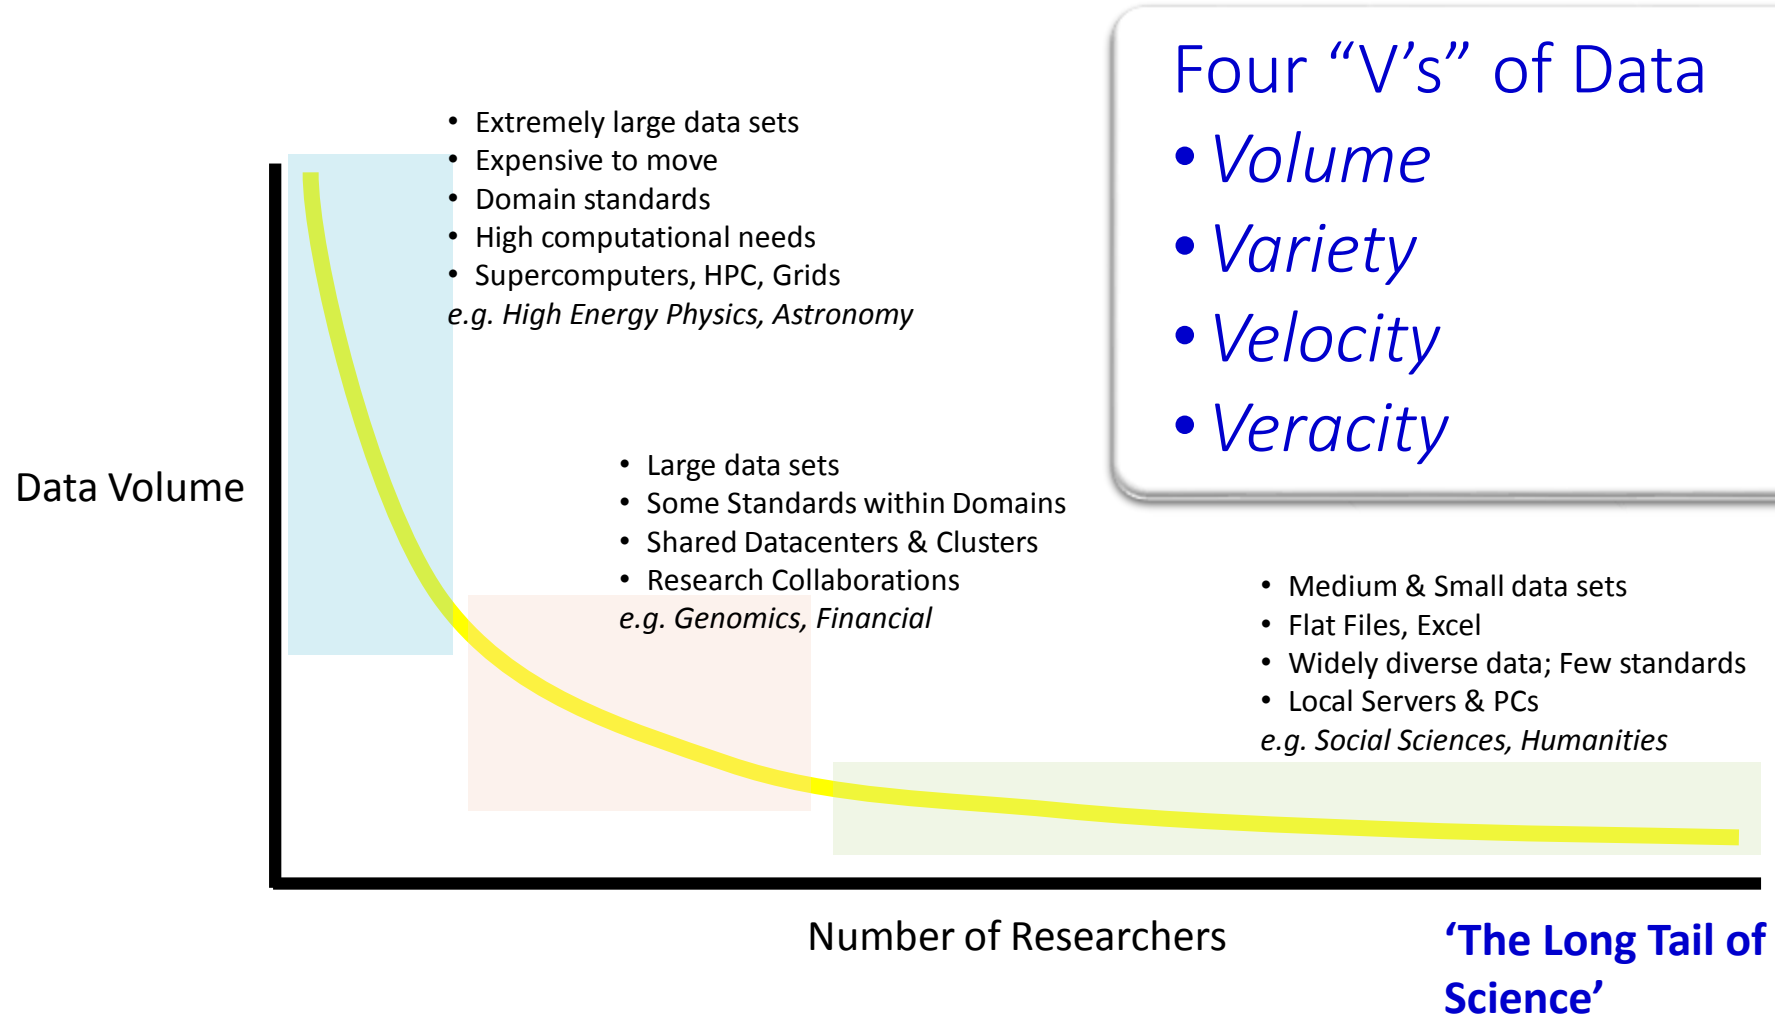 Four “V’s” of Data
• Volume
• Variety
• Velocity
• Veracity
• Extremely large data sets
• Expensive to move
• Domain standards
• High computational needs
• Supercomputers, HPC, Grids
e.g. High Energy Physics, Astronomy
Data Volume
• Large data sets
• Some Standards within Domains
• Shared Datacenters & Clusters
• Research Collaborations
e.g. Genomics, Financial
• Medium & Small data sets
• Flat Files, Excel
• Widely diverse data; Few standards
• Local Servers & PCs
e.g. Social Sciences, Humanities
Number of Researchers
‘The Long Tail of
Science’